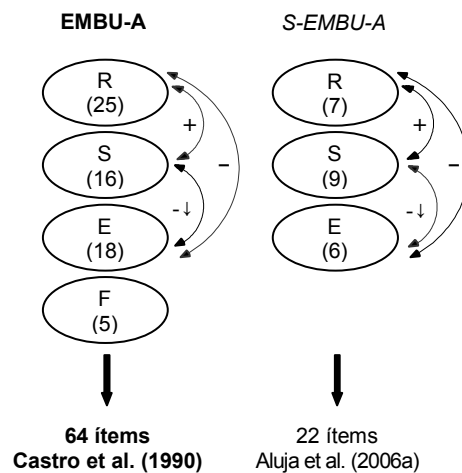 EMBU-A
R
(25)
S
(16)
E
(18)
F
(5)
+
–
-↓
64 ítems
Castro et al. (1990)
S-EMBU-A
R
(7)
S
(9)
E
(6)
+
–
-↓
22 ítems
Aluja et al. (2006a)